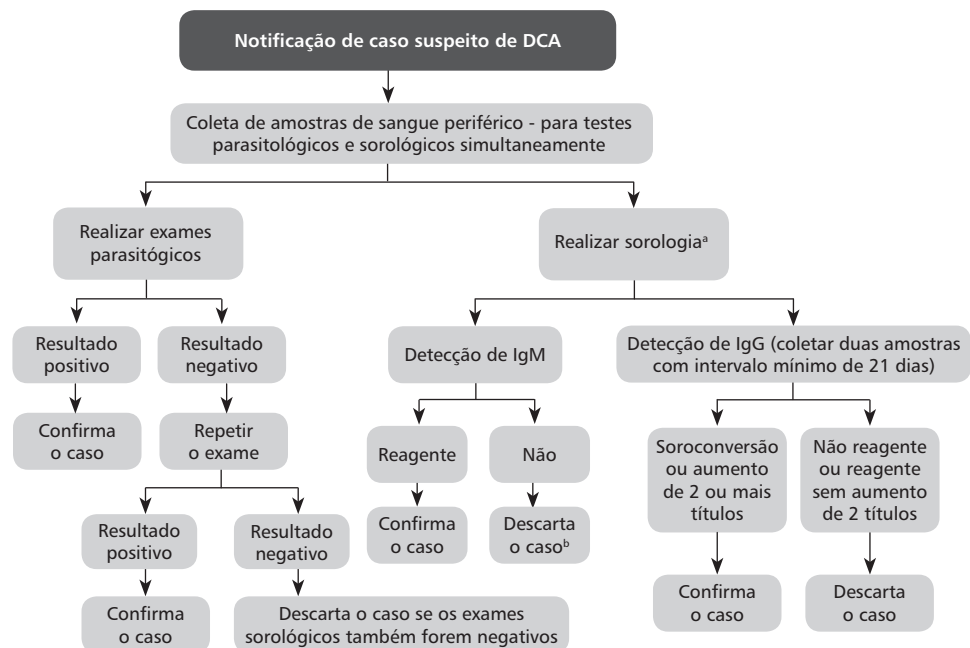 Notificação de caso suspeito de DCA
Coleta de amostras de sangue periférico - para testes
parasitológicos e sorológicos simultaneamente
Realizar exames
parasitógicos
Realizar sorologiaᵃ
Resultado
positivo
Resultado
negativo
Detecção de IgM
Detecção de IgG (coletar duas amostras
com intervalo mínimo de 21 dias)
Confirma
o caso
Repetir
o exame
Reagente
Não
Soroconversão
ou aumento
de 2 ou mais
títulos
Não reagente
ou reagente
sem aumento
de 2 títulos
Resultado
positivo
Resultado
negativo
Confirma
o caso
Descarta
o casoᵇ
Confirma
o caso
Descarta o caso se os exames
sorológicos também forem negativos
Confirma
o caso
Descarta
o caso